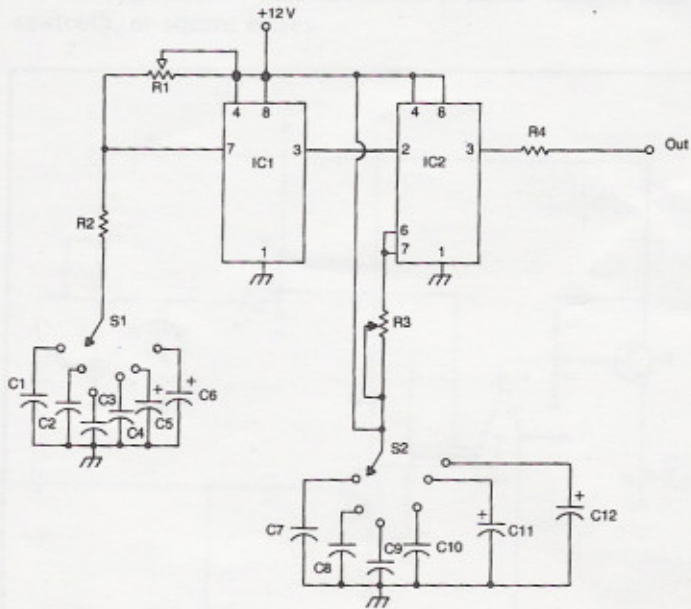 +12 V
R1
4 8 4 6
R4
7 IC1 3 2 IC2 3 Out
R2
6
1 7 1
S1 R3
C1 C2 C3 C4 C5 + C6 +
S2
C7 C8 C9 C10 C11 + C12 +